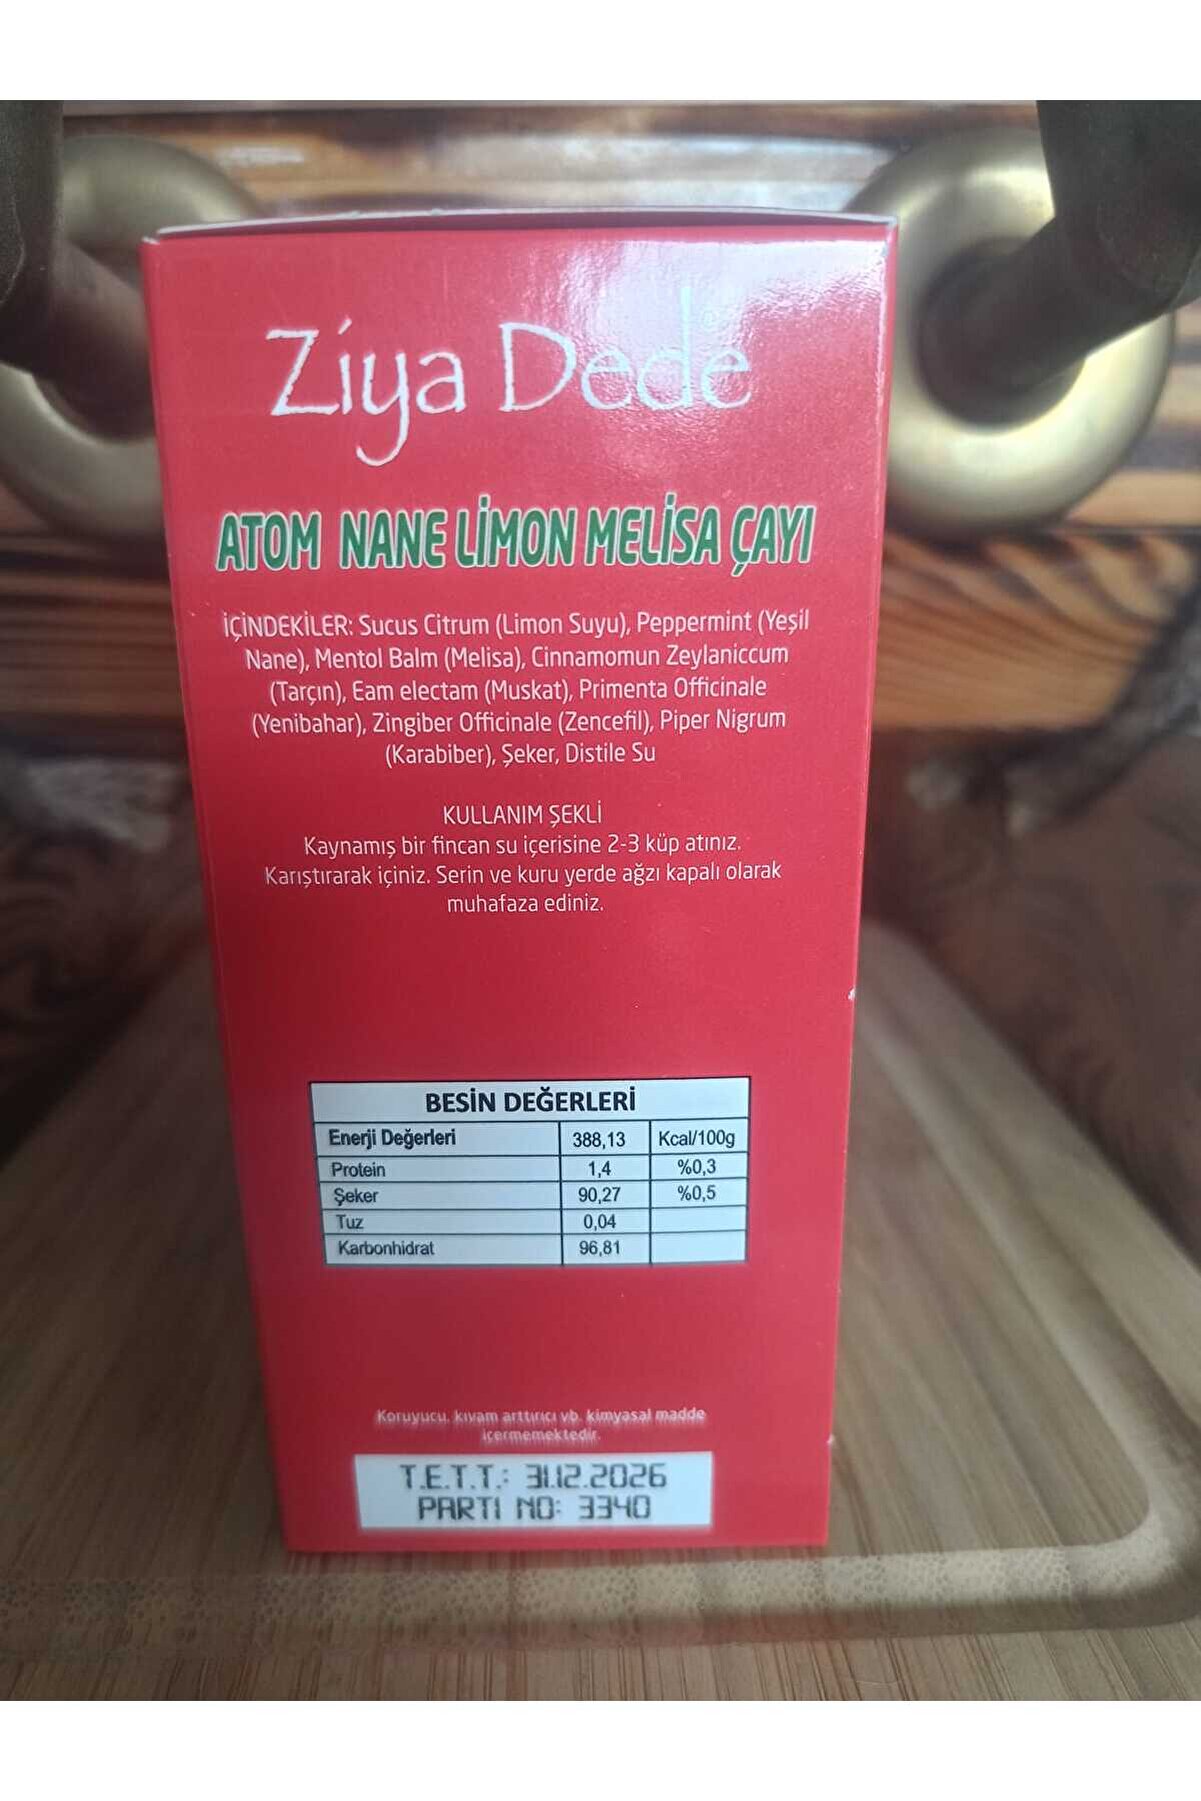 Ziya Dede
ATOM NANE LİMON MELİSA ÇAYI
İÇİNDEKİLER: Sucus Citrum (Limon Suyu), Peppermint (Yeşil
Nane), Mentol Balm (Melisa), Cinnamomun Zeylaniccum
(Tarçın), Eam electam (Muskat), Primenta Officinale
(Yenibahar), Zingiber Officinale (Zencefil), Piper Nigrum
(Karabiber), Şeker, Distile Su
KULLANIM ŞEKLİ
Kaynamış bir fincan su içerisine 2-3 küp atınız.
Karıştırarak içiniz. Serin ve kuru yerde ağzı kapalı olarak
muhafaza ediniz.
BESİN DEĞERLERİ
Enerji Değerleri 388,13 Kcal/100g
Protein 1,4 %0,3
Şeker 90,27 %0,5
Tuz 0,04
Karbonhidrat 96,81
Koruyucu, kıvam arttırıcı vb. kimyasal madde
içermemektedir.
T.E.T.T.: 31.12.2026
PARTI NO: 3340